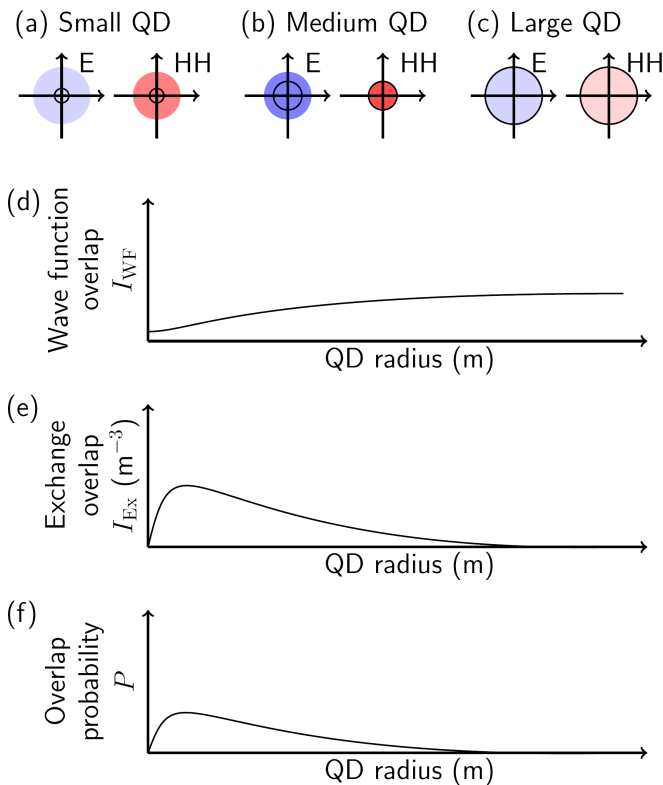 (a) Small QD
E
HH
(b) Medium QD
E
HH
(c) Large QD
E
HH
(d)
Wave function
overlap
I_WF
QD radius (m)
(e)
Exchange
overlap
I_Ex (m⁻³)
QD radius (m)
(f)
Overlap
probability
P
QD radius (m)